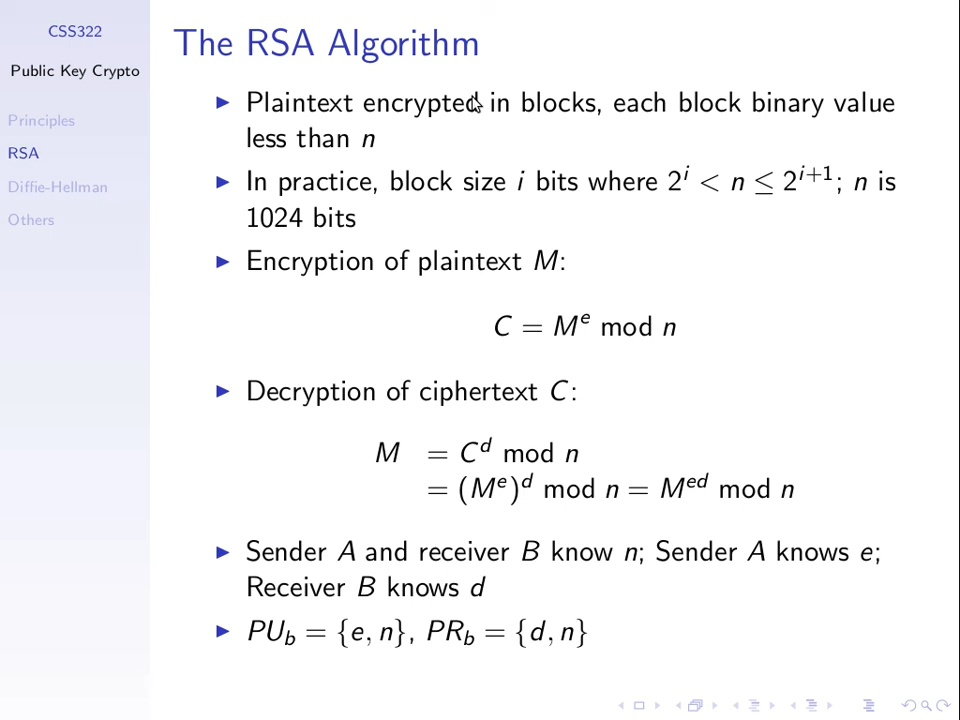 CSS322
Public Key Crypto
Principles
RSA
Diffie-Hellman
Others
The RSA Algorithm
▶ Plaintext encrypted in blocks, each block binary value
less than n
▶ In practice, block size i bits where 2^i < n ≤ 2^{i+1}; n is
1024 bits
▶ Encryption of plaintext M:
C = M^e mod n
▶ Decryption of ciphertext C:
M = C^d mod n
= (M^e)^d mod n = M^{ed} mod n
▶ Sender A and receiver B know n; Sender A knows e;
Receiver B knows d
▶ PU_b = {e, n}, PR_b = {d, n}